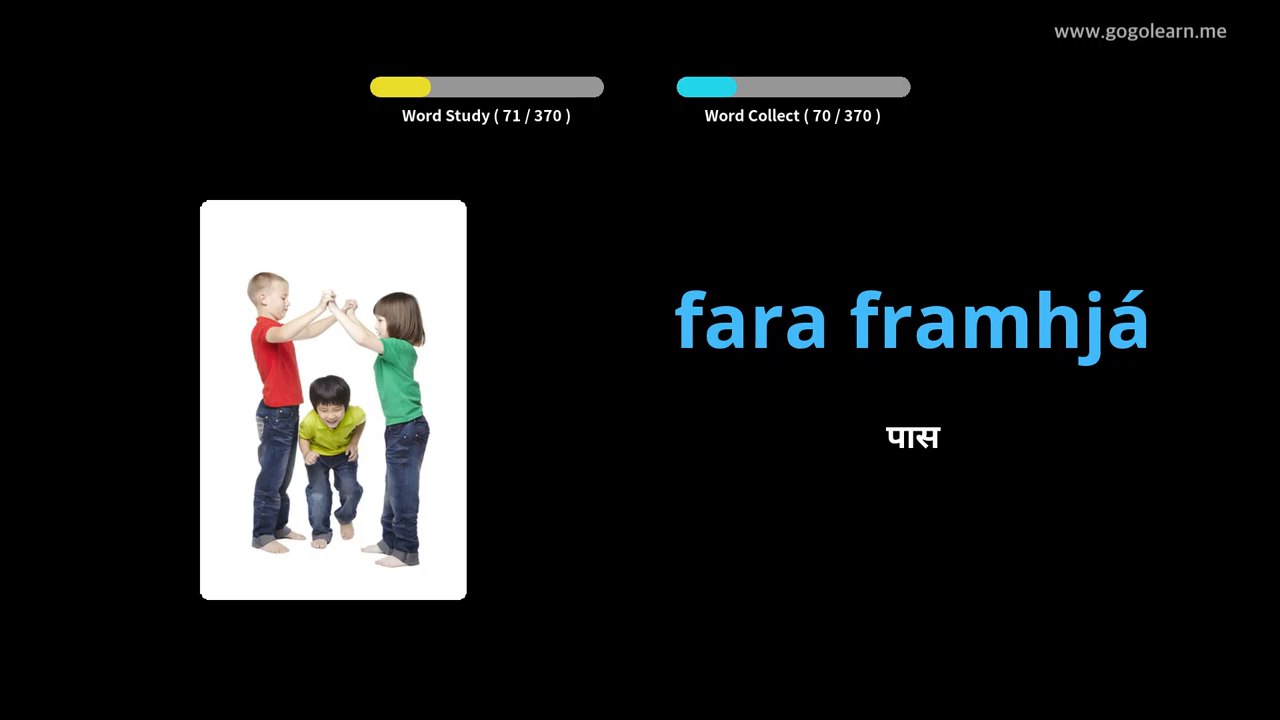 www.gogolearn.me
Word Study ( 71 / 370 )
Word Collect ( 70 / 370 )
fara framhjá
पास